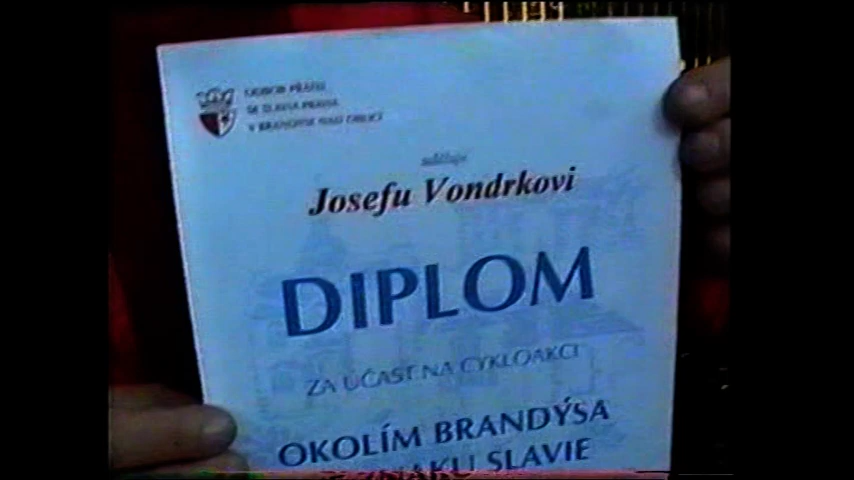 ODBOR PŘÁTEL
SK SLAVIA PRAHA
V BRANDÝSE NAD ORLICÍ
uděluje
Josefu Vondrkovi
DIPLOM
ZA ÚČAST NA CYKLOAKCI
OKOLÍM BRANDÝSA
ZNAKU SLAVIE